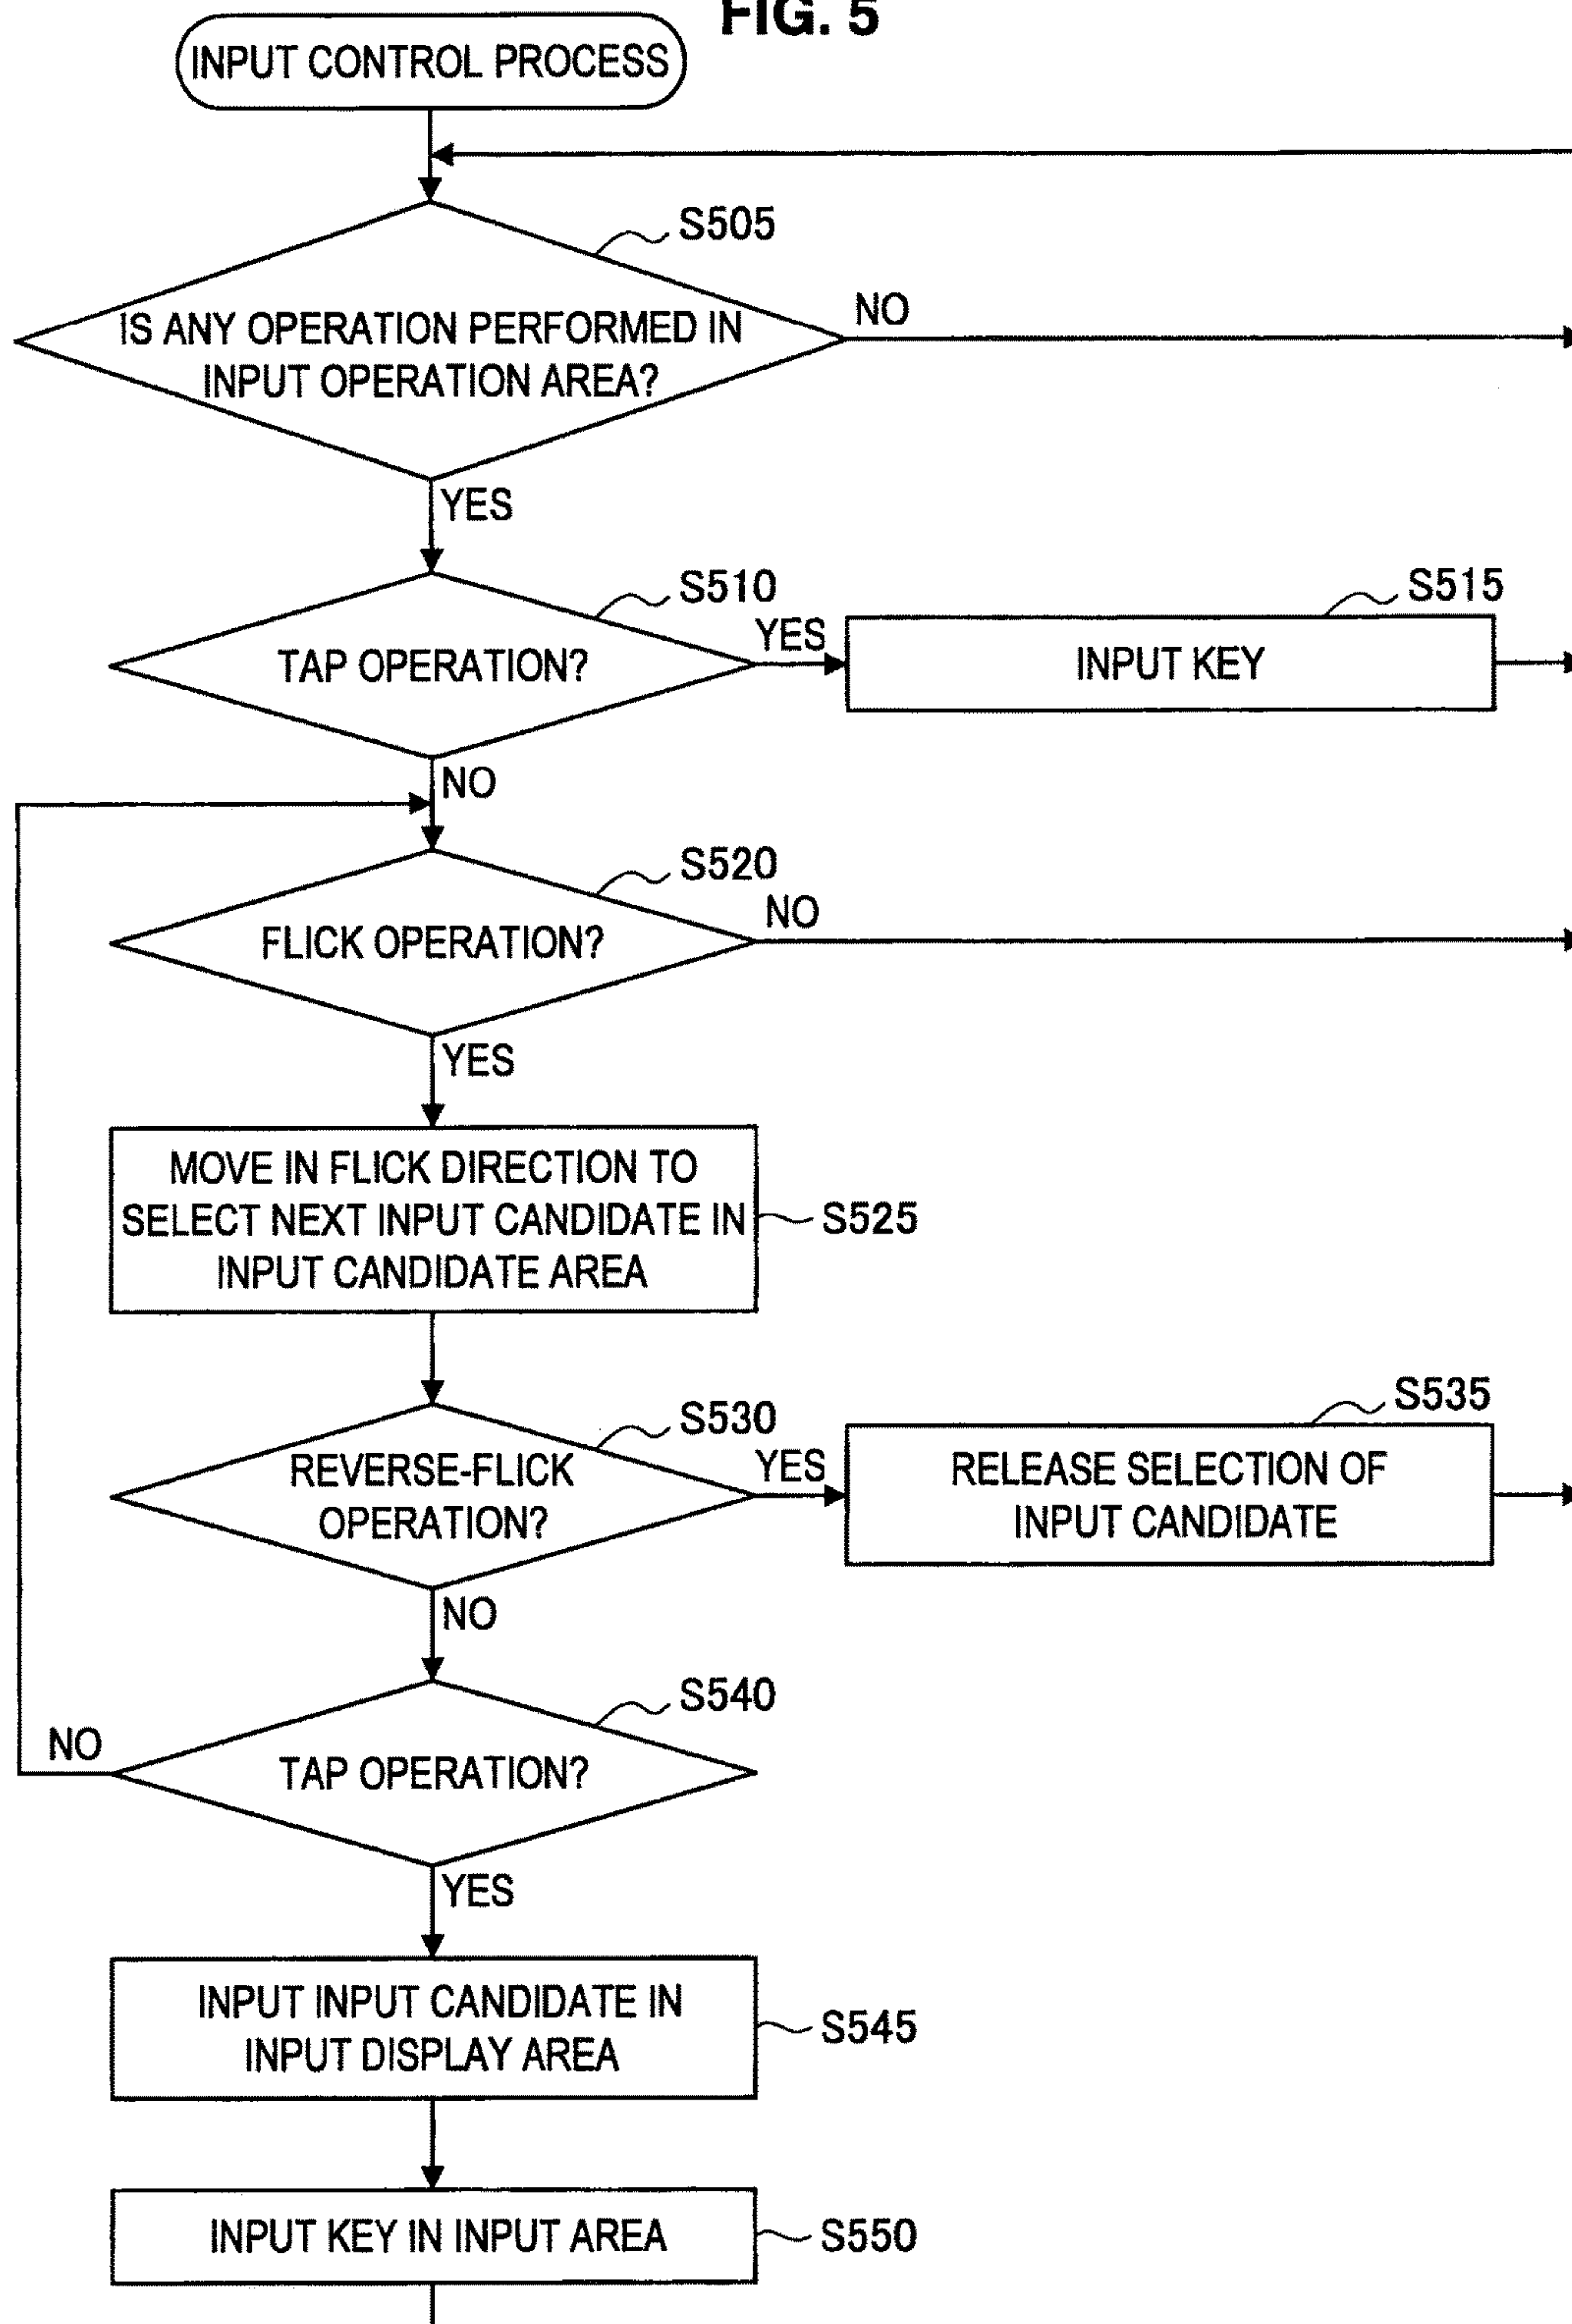 FIG. 5
INPUT CONTROL PROCESS
S505
IS ANY OPERATION PERFORMED IN
INPUT OPERATION AREA?
NO
YES
S510
TAP OPERATION?
YES
S515
INPUT KEY
NO
S520
FLICK OPERATION?
NO
YES
MOVE IN FLICK DIRECTION TO
SELECT NEXT INPUT CANDIDATE IN
INPUT CANDIDATE AREA
S525
S530
REVERSE-FLICK
OPERATION?
YES
S535
RELEASE SELECTION OF
INPUT CANDIDATE
NO
S540
TAP OPERATION?
NO
YES
INPUT INPUT CANDIDATE IN
INPUT DISPLAY AREA
S545
INPUT KEY IN INPUT AREA
S550